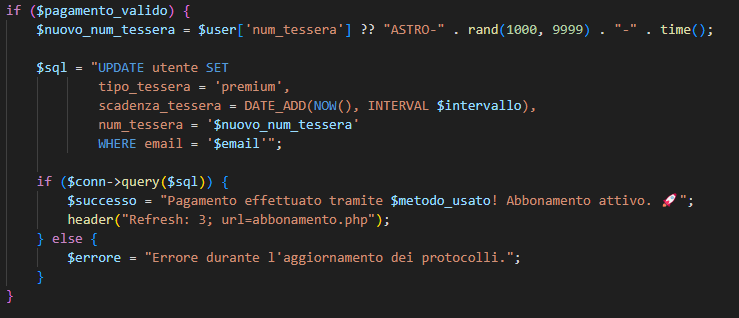 if ($pagamento_valido) {
    $nuovo_num_tessera = $user['num_tessera'] ?? "ASTRO-" . rand(1000, 9999) . "-" . time();

    $sql = "UPDATE utente SET
            tipo_tessera = 'premium',
            scadenza_tessera = DATE_ADD(NOW(), INTERVAL $intervallo),
            num_tessera = '$nuovo_num_tessera'
            WHERE email = '$email'";

    if ($conn->query($sql)) {
        $successo = "Pagamento effettuato tramite $metodo_usato! Abbonamento attivo. 🚀";
        header("Refresh: 3; url=abbonamento.php");
    } else {
        $errore = "Errore durante l'aggiornamento dei protocolli.";
    }
}